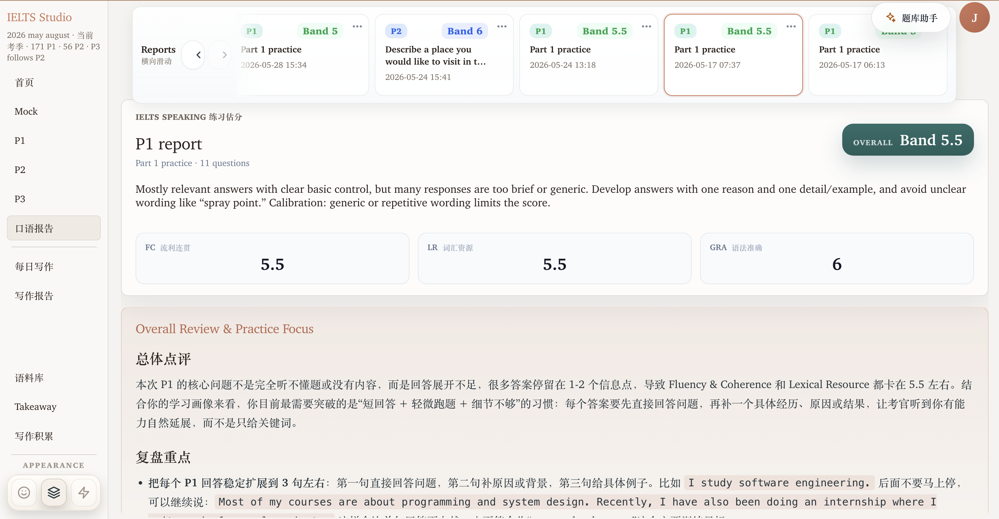 IELTS Studio
2026 may august · 当前
考季 · 171 P1 · 56 P2 · P3
follows P2
首页
Mock
P1
P2
P3
口语报告
每日写作
写作报告
语料库
Takeaway
写作积累
APPEARANCE
Reports
横向滑动
P1 Band 5
Part 1 practice
2026-05-28 15:34
P2 Band 6
Describe a place you
would like to visit in t...
2026-05-24 15:41
P1 Band 5.5
Part 1 practice
2026-05-24 13:18
P1 Band 5.5
Part 1 practice
2026-05-17 07:37
P1
Part 1 practice
2026-05-17 06:13
题库助手
J
IELTS SPEAKING 练习估分
P1 report
Part 1 practice · 11 questions
OVERALL Band 5.5
Mostly relevant answers with clear basic control, but many responses are too brief or generic. Develop answers with one reason and one detail/example, and avoid unclear
wording like “spray point.” Calibration: generic or repetitive wording limits the score.
FC 流利连贯
5.5
LR 词汇资源
5.5
GRA 语法准确
6
Overall Review & Practice Focus
总体点评
本次 P1 的核心问题不是完全听不懂题或没有内容，而是回答展开不足，很多答案停留在 1-2 个信息点，导致 Fluency & Coherence 和 Lexical Resource 都卡在 5.5 左右。结
合你的学习画像来看，你目前最需要突破的是“短回答 + 轻微跑题 + 细节不够”的习惯：每个答案要先直接回答问题，再补一个具体经历、原因或结果，让考官听到你有能
力自然延展，而不是只给关键词。
复盘重点
• 把每个 P1 回答稳定扩展到 3 句左右：第一句直接回答问题，第二句补原因或背景，第三句给具体例子。比如 I study software engineering. 后面不要马上停，
可以继续说： Most of my courses are about programming and system design. Recently, I have also been doing an internship where I